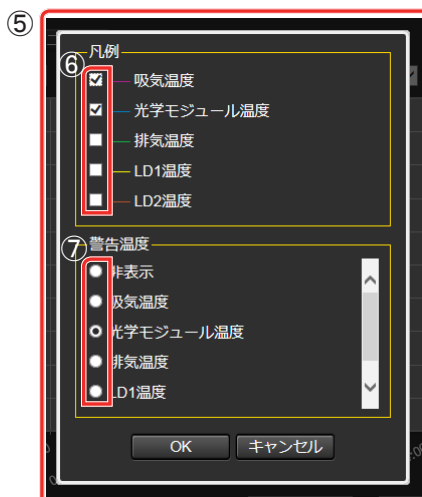 ⑤
凡例
⑥
吸気温度
光学モジュール温度
排気温度
LD1温度
LD2温度
警告温度
⑦
非表示
吸気温度
光学モジュール温度
排気温度
LD1温度
OK キャンセル